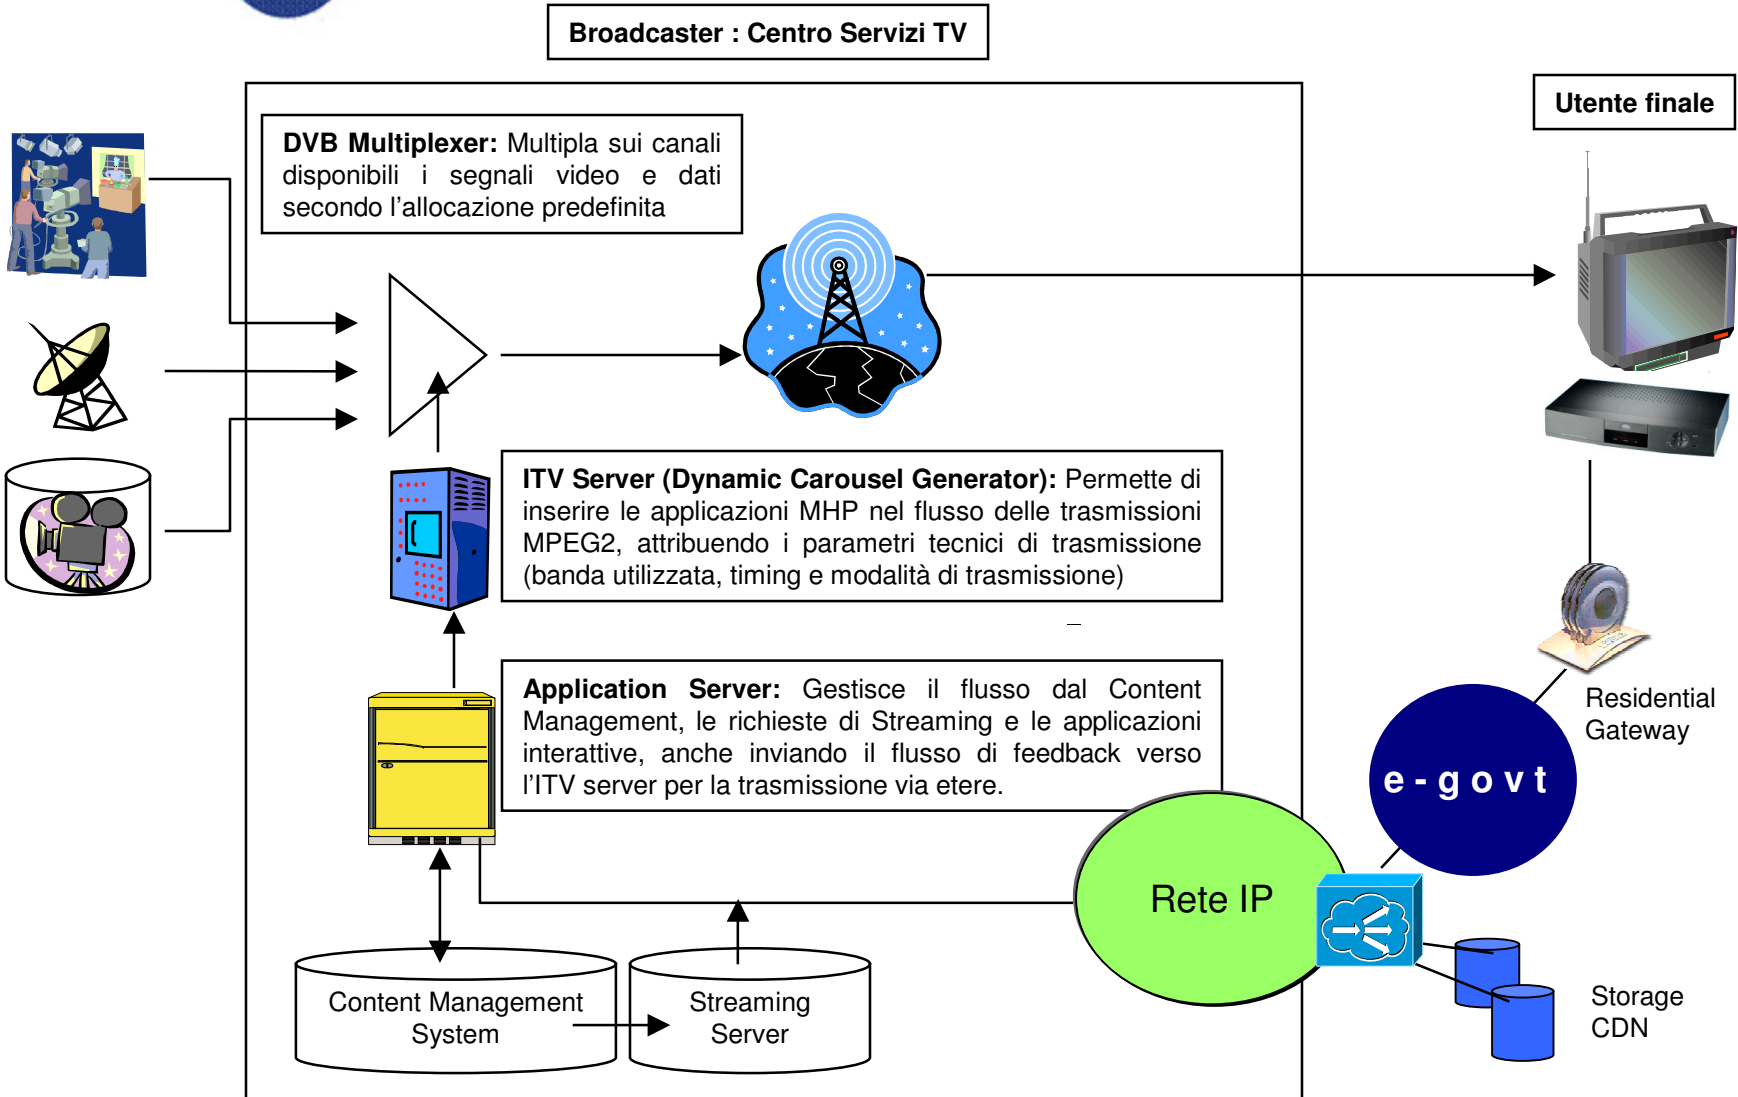 Broadcaster : Centro Servizi TV
Utente finale
DVB Multiplexer: Multipla sui canali
disponibili i segnali video e dati
secondo l'allocazione predefinita
ITV Server (Dynamic Carousel Generator): Permette di
inserire le applicazioni MHP nel flusso delle trasmissioni
MPEG2, attribuendo i parametri tecnici di trasmissione
(banda utilizzata, timing e modalità di trasmissione)
Application Server: Gestisce il flusso dal Content
Management, le richieste di Streaming e le applicazioni
interattive, anche inviando il flusso di feedback verso
l'ITV server per la trasmissione via etere.
Residential
Gateway
e - g o v t
Rete IP
Content Management
System
Streaming
Server
Storage
CDN